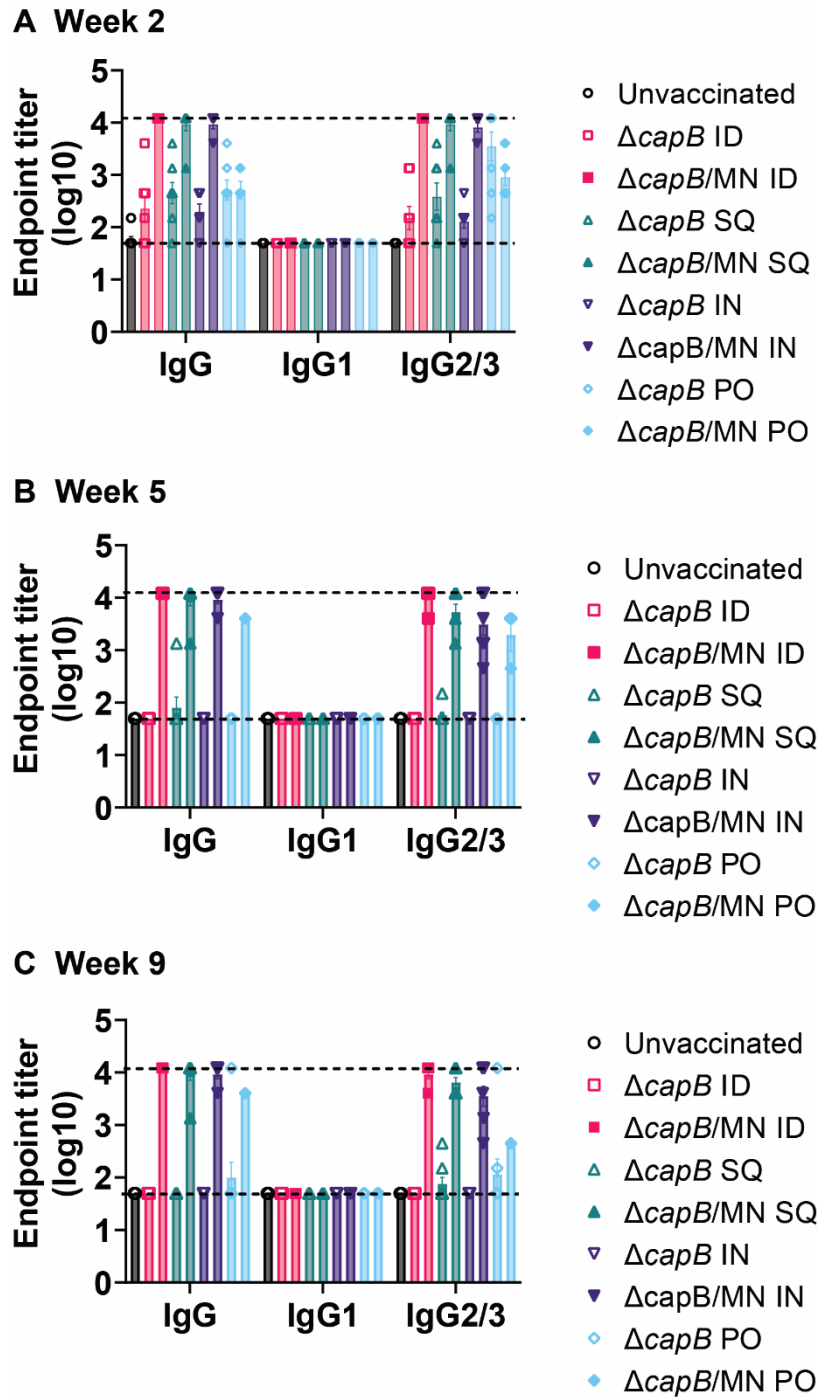 A Week 2
Endpoint titer
(log10)
5
4
3
2
1
0
IgG
IgG1
IgG2/3
Unvaccinated
ΔcapB ID
ΔcapB/MN ID
ΔcapB SQ
ΔcapB/MN SQ
ΔcapB IN
ΔcapB/MN IN
ΔcapB PO
ΔcapB/MN PO
B Week 5
Endpoint titer
(log10)
5
4
3
2
1
0
IgG
IgG1
IgG2/3
Unvaccinated
ΔcapB ID
ΔcapB/MN ID
ΔcapB SQ
ΔcapB/MN SQ
ΔcapB IN
ΔcapB/MN IN
ΔcapB PO
ΔcapB/MN PO
C Week 9
Endpoint titer
(log10)
5
4
3
2
1
0
IgG
IgG1
IgG2/3
Unvaccinated
ΔcapB ID
ΔcapB/MN ID
ΔcapB SQ
ΔcapB/MN SQ
ΔcapB IN
ΔcapB/MN IN
ΔcapB PO
ΔcapB/MN PO